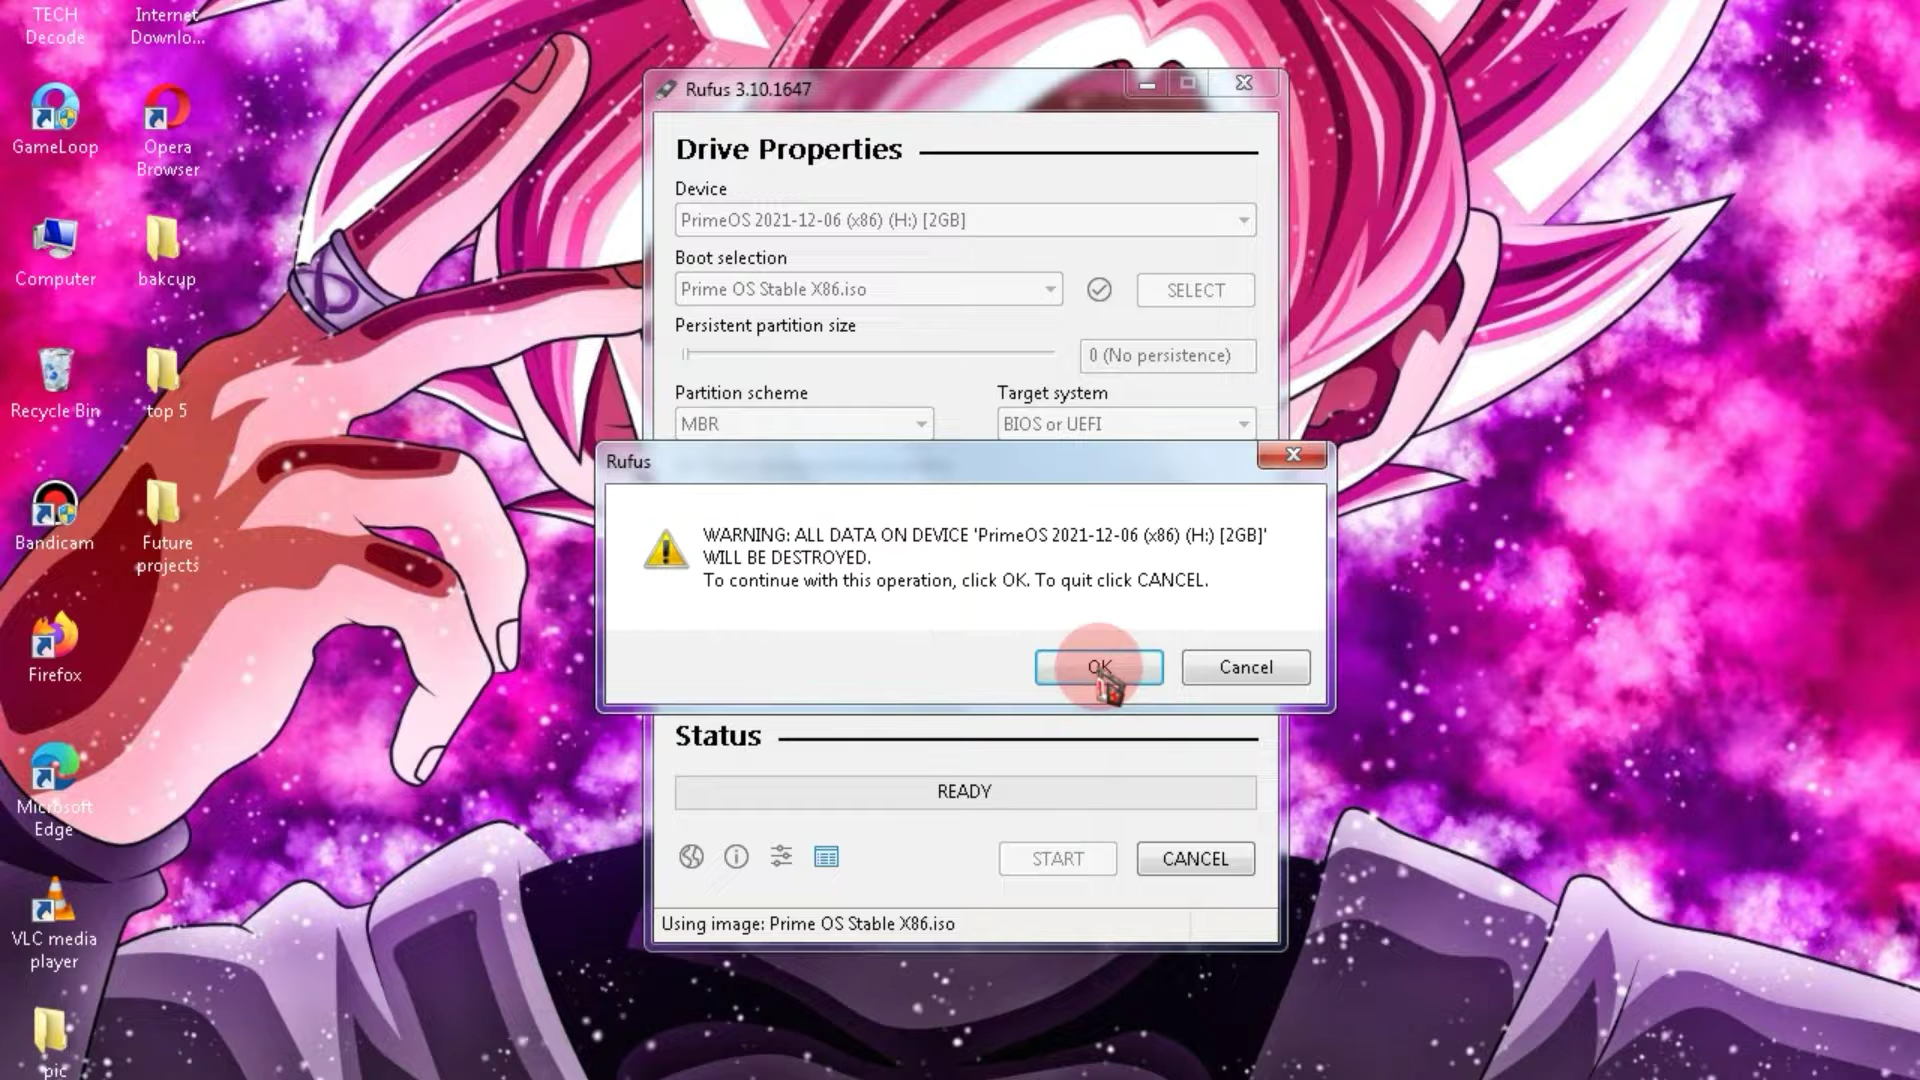 TECH
Decode
Internet
Downlo...
GameLoop
Opera
Browser
Computer
bakcup
Recycle Bin
top 5
Bandicam
Future
projects
Firefox
Microsoft
Edge
VLC media
player
pic
Rufus 3.10.1647
Drive Properties
Device
PrimeOS 2021-12-06 (x86) (H:) [2GB]
Boot selection
Prime OS Stable X86.iso
SELECT
Persistent partition size
0 (No persistence)
Partition scheme
Target system
MBR
BIOS or UEFI
Rufus
WARNING: ALL DATA ON DEVICE 'PrimeOS 2021-12-06 (x86) (H:) [2GB]'
WILL BE DESTROYED.
To continue with this operation, click OK. To quit click CANCEL.
OK
Cancel
Status
READY
START
CANCEL
Using image: Prime OS Stable X86.iso